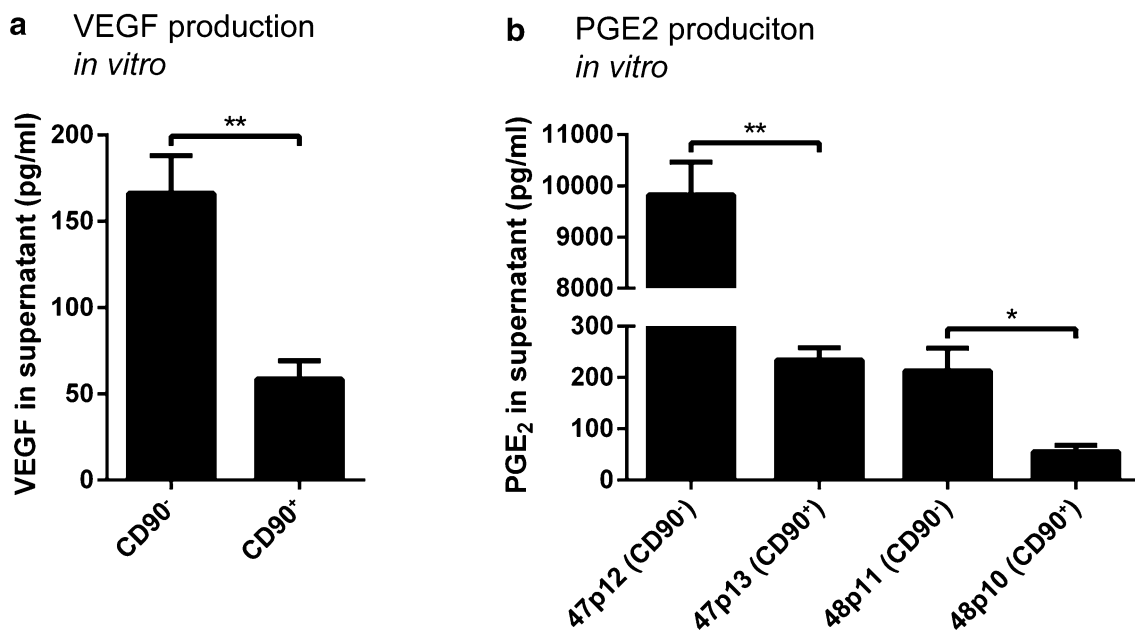 a VEGF production
in vitro
VEGF in supernatant (pg/ml)
200
150
100
50
0
**
CD90⁻
CD90⁺
b PGE2 produciton
in vitro
PGE₂ in supernatant (pg/ml)
11000
10000
9000
8000
300
200
100
0
**
*
47p12 (CD90⁻)
47p13 (CD90⁺)
48p11 (CD90⁻)
48p10 (CD90⁺)